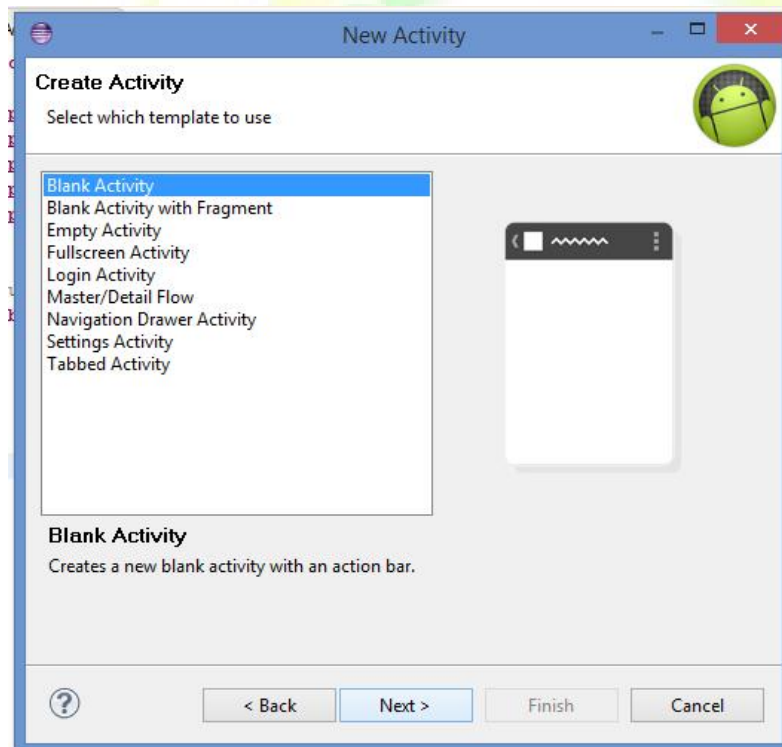 New Activity
Create Activity
Select which template to use
Blank Activity
Blank Activity with Fragment
Empty Activity
Fullscreen Activity
Login Activity
Master/Detail Flow
Navigation Drawer Activity
Settings Activity
Tabbed Activity
Blank Activity
Creates a new blank activity with an action bar.
< Back Next > Finish Cancel